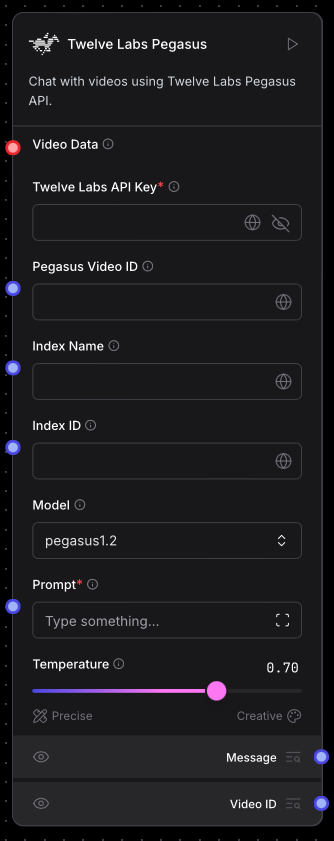 Twelve Labs Pegasus
Chat with videos using Twelve Labs Pegasus
API.
Video Data
Twelve Labs API Key*
Pegasus Video ID
Index Name
Index ID
Model
pegasus1.2
Prompt*
Type something...
Temperature
0.70
Precise
Creative
Message
Video ID